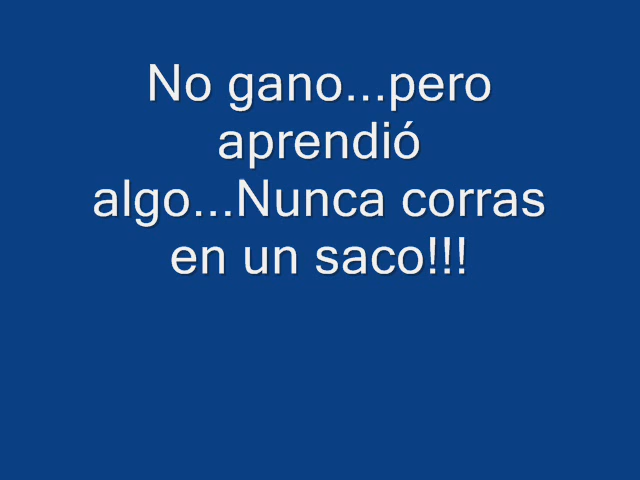 No gano...pero
aprendió
algo...Nunca corras
en un saco!!!